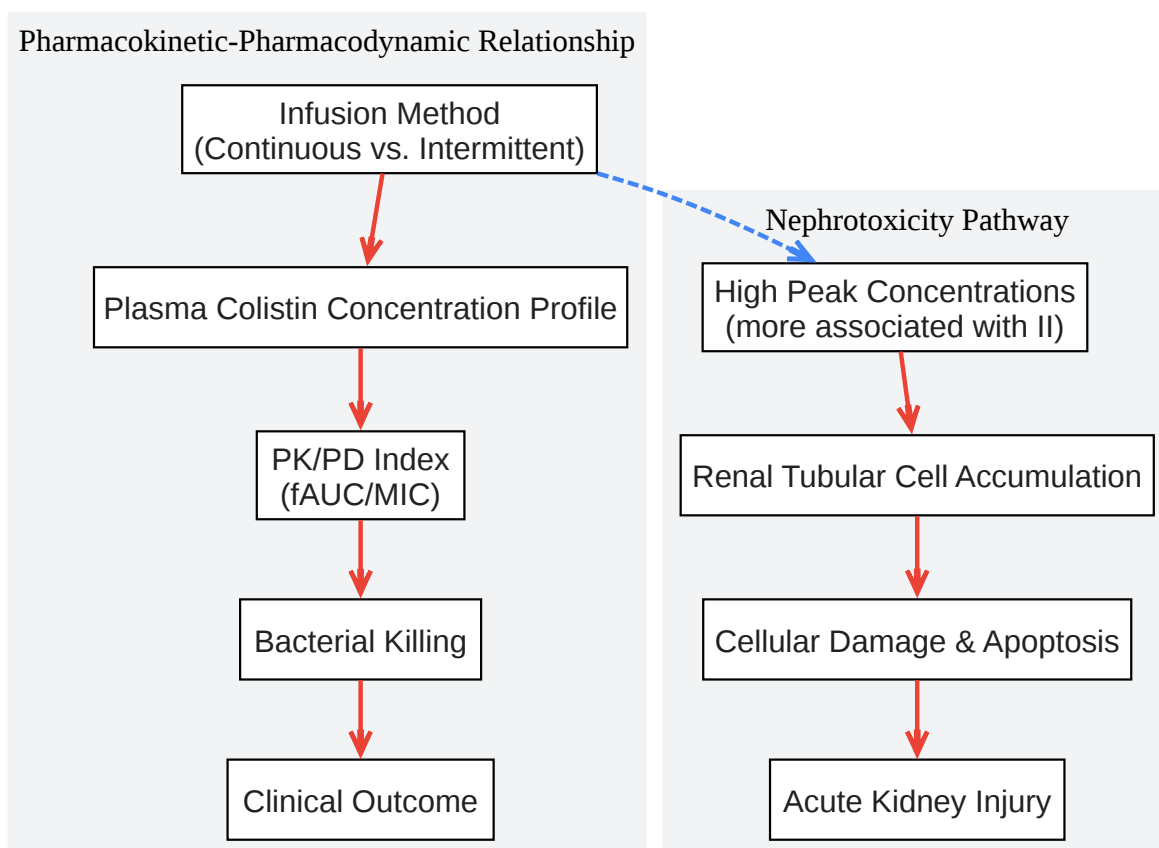 Pharmacokinetic-Pharmacodynamic Relationship
Infusion Method
(Continuous vs. Intermittent)
Plasma Colistin Concentration Profile
PK/PD Index
(fAUC/MIC)
Bacterial Killing
Clinical Outcome
Nephrotoxicity Pathway
High Peak Concentrations
(more associated with II)
Renal Tubular Cell Accumulation
Cellular Damage & Apoptosis
Acute Kidney Injury